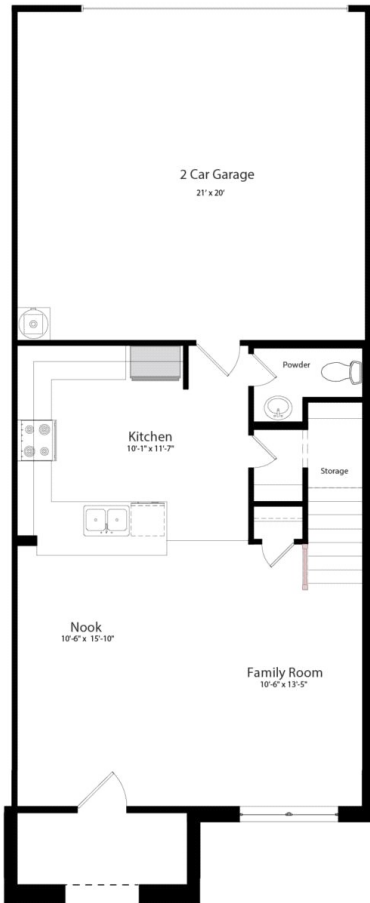 2 Car Garage
21' x 20'
Powder
Kitchen
10'-1" x 11'-7"
Storage
Nook
10'-6" x 15'-10"
Family Room
10'-6" x 13'-5"